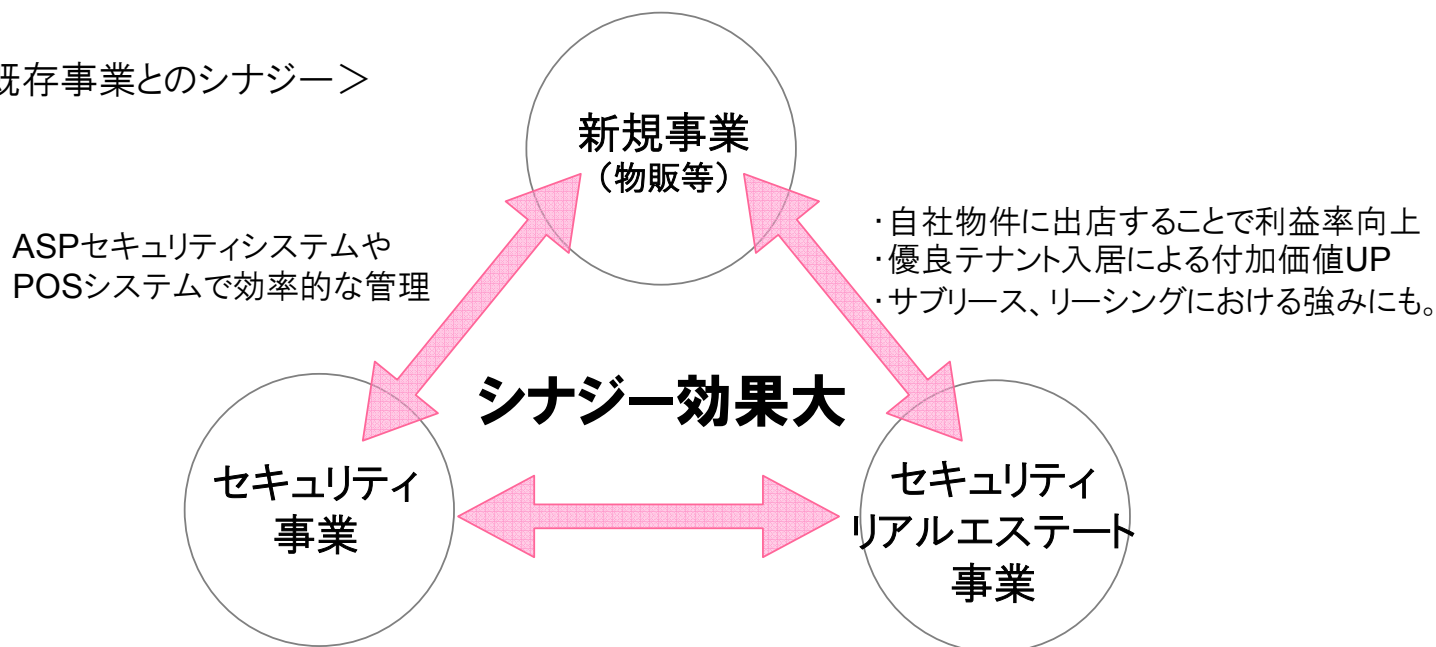 既存事業とのシナジー＞
新規事業
（物販等）
ASPセキュリティシステムや
POSシステムで効率的な管理
・自社物件に出店することで利益率向上
・優良テナント入居による付加価値UP
・サブリース、リーシングにおける強みにも。
シナジー効果大
セキュリティ
事業
セキュリティ
リアルエステート
事業